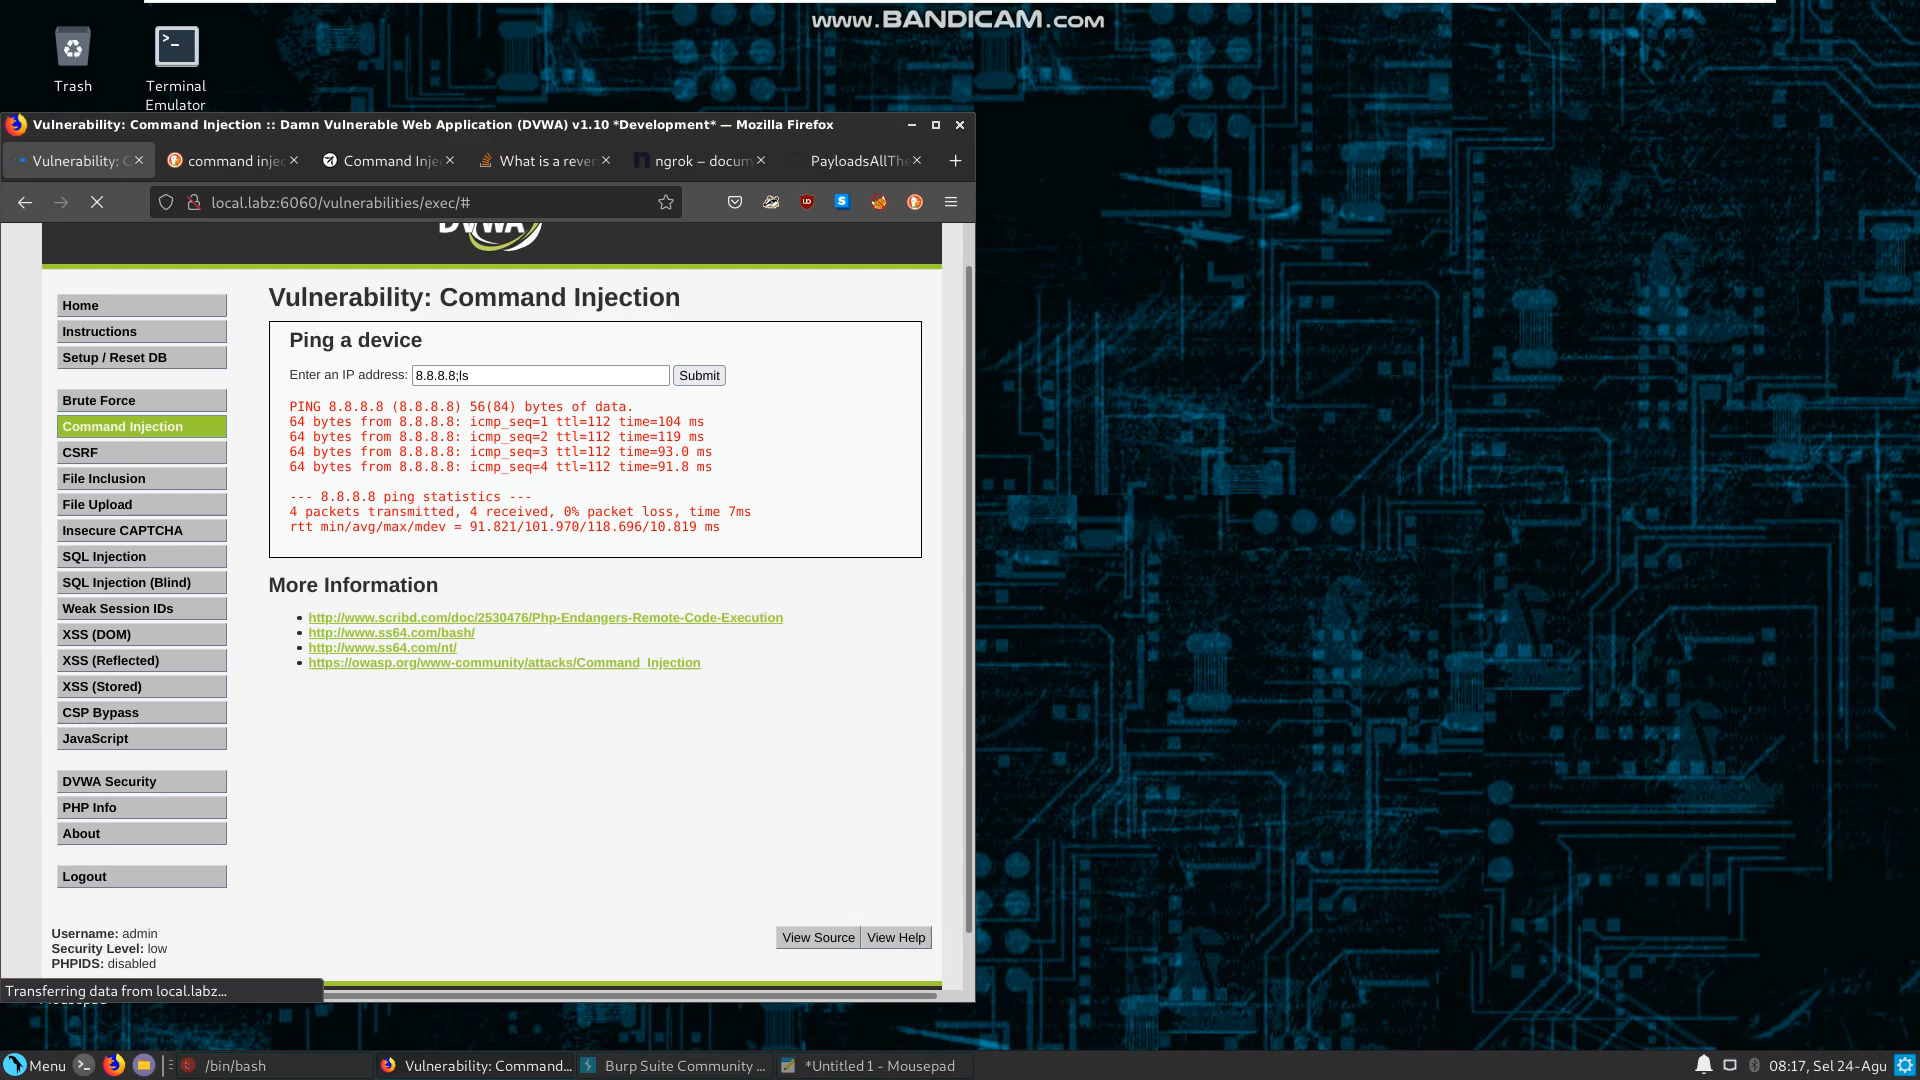 www.BANDICAM.com
Trash
Terminal
Emulator
Vulnerability: Command Injection :: Damn Vulnerable Web Application (DVWA) v1.10 *Development* — Mozilla Firefox
Vulnerability: C
command injec
Command Injec
What is a rever
ngrok – docum
PayloadsAllThe
local.labz:6060/vulnerabilities/exec/#
DVWA
Home
Instructions
Setup / Reset DB
Brute Force
Command Injection
CSRF
File Inclusion
File Upload
Insecure CAPTCHA
SQL Injection
SQL Injection (Blind)
Weak Session IDs
XSS (DOM)
XSS (Reflected)
XSS (Stored)
CSP Bypass
JavaScript
DVWA Security
PHP Info
About
Logout
Vulnerability: Command Injection
Ping a device
Enter an IP address: 8.8.8.8;ls Submit
PING 8.8.8.8 (8.8.8.8) 56(84) bytes of data.
64 bytes from 8.8.8.8: icmp_seq=1 ttl=112 time=104 ms
64 bytes from 8.8.8.8: icmp_seq=2 ttl=112 time=119 ms
64 bytes from 8.8.8.8: icmp_seq=3 ttl=112 time=93.0 ms
64 bytes from 8.8.8.8: icmp_seq=4 ttl=112 time=91.8 ms
--- 8.8.8.8 ping statistics ---
4 packets transmitted, 4 received, 0% packet loss, time 7ms
rtt min/avg/max/mdev = 91.821/101.970/118.696/10.819 ms
More Information
http://www.scribd.com/doc/2530476/Php-Endangers-Remote-Code-Execution
http://www.ss64.com/bash/
http://www.ss64.com/nt/
https://owasp.org/www-community/attacks/Command_Injection
Username: admin
Security Level: low
PHPIDS: disabled
View Source View Help
Transferring data from local.labz...
Menu
/bin/bash
Vulnerability: Command...
Burp Suite Community ...
*Untitled 1 - Mousepad
08:17, Sel 24-Agu